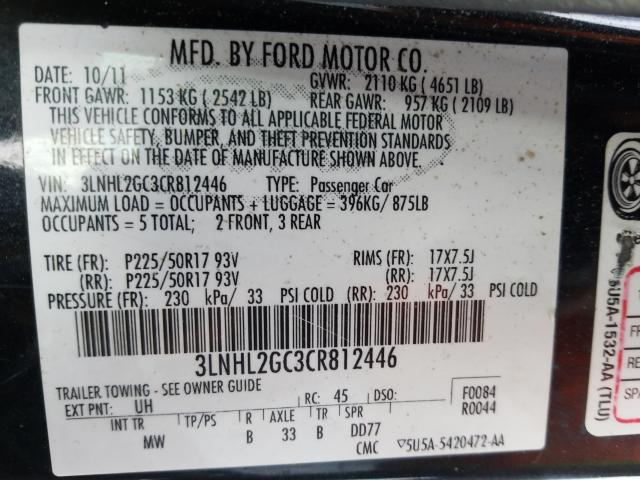 MFD. BY FORD MOTOR CO.
DATE: 10/11
GVWR: 2110 KG ( 4651 LB)
FRONT GAWR: 1153 KG ( 2542 LB)
REAR GAWR: 957 KG ( 2109 LB)
THIS VEHICLE CONFORMS TO ALL APPLICABLE FEDERAL MOTOR
VEHICLE SAFETY, BUMPER, AND THEFT PREVENTION STANDARDS
IN EFFECT ON THE DATE OF MANUFACTURE SHOWN ABOVE.
VIN: 3LNHL2GC3CR812446 TYPE: Passenger Car
MAXIMUM LOAD = OCCUPANTS + LUGGAGE = 396KG/ 875LB
OCCUPANTS = 5 TOTAL; 2 FRONT, 3 REAR
TIRE (FR): P225/50R17 93V RIMS (FR): 17X7.5J
(RR): P225/50R17 93V (RR): 17X7.5J
PRESSURE (FR): 230 kPa/ 33 PSI COLD (RR): 230 kPa/ 33 PSI COLD
3LNHL2GC3CR812446
TRAILER TOWING - SEE OWNER GUIDE
EXT PNT: UH RC: 45 DSO:
F0084
R0044
INT TR TP/PS R AXLE TR SPR
MW B 33 B DD77
CMC ▽5U5A-5420472-AA
5U5A-1532-AA (TLU)
FR
RE
SPA